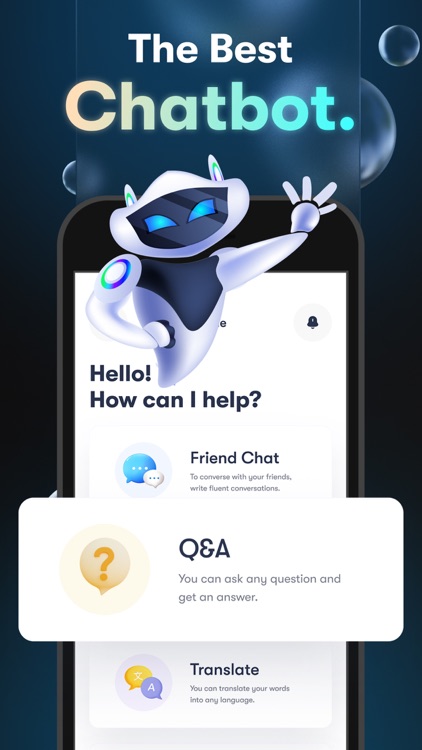 The Best
Chatbot.
e
Hello!
How can I help?
Friend Chat
To converse with your friends,
write fluent conversations.
Q&A
You can ask any question and
get an answer.
Translate
文
A
You can translate your words
into any language.